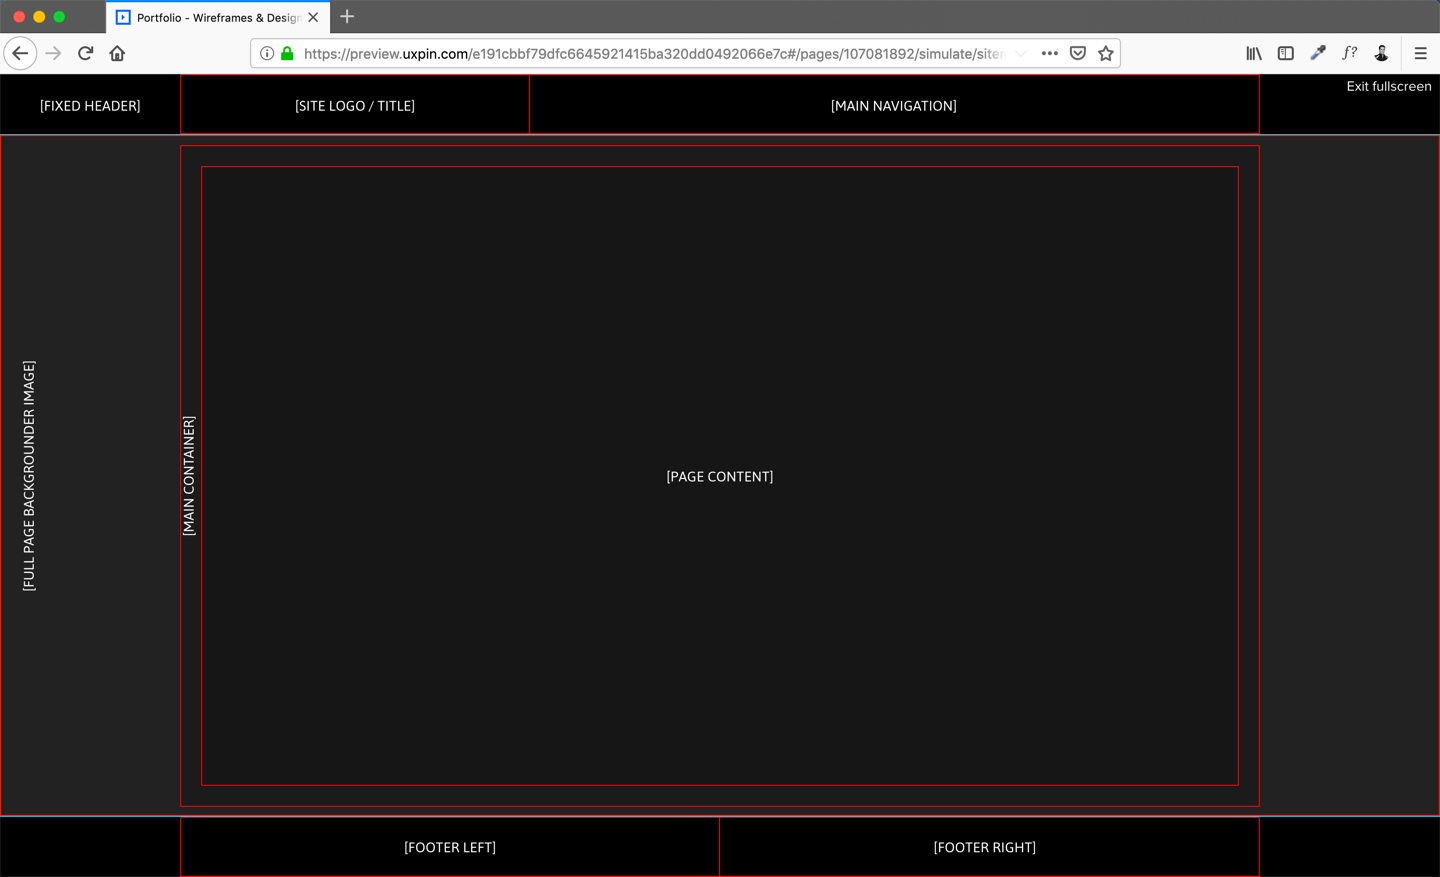 Portfolio - Wireframes & Design
https://preview.uxpin.com/e191cbbf79dfc6645921415ba320dd0492066e7c#/pages/107081892/simulate/siter
f?
Exit fullscreen
[FIXED HEADER]
[SITE LOGO / TITLE]
[MAIN NAVIGATION]
[FULL PAGE BACKGROUNDER IMAGE]
[MAIN CONTAINER]
[PAGE CONTENT]
[FOOTER LEFT]
[FOOTER RIGHT]